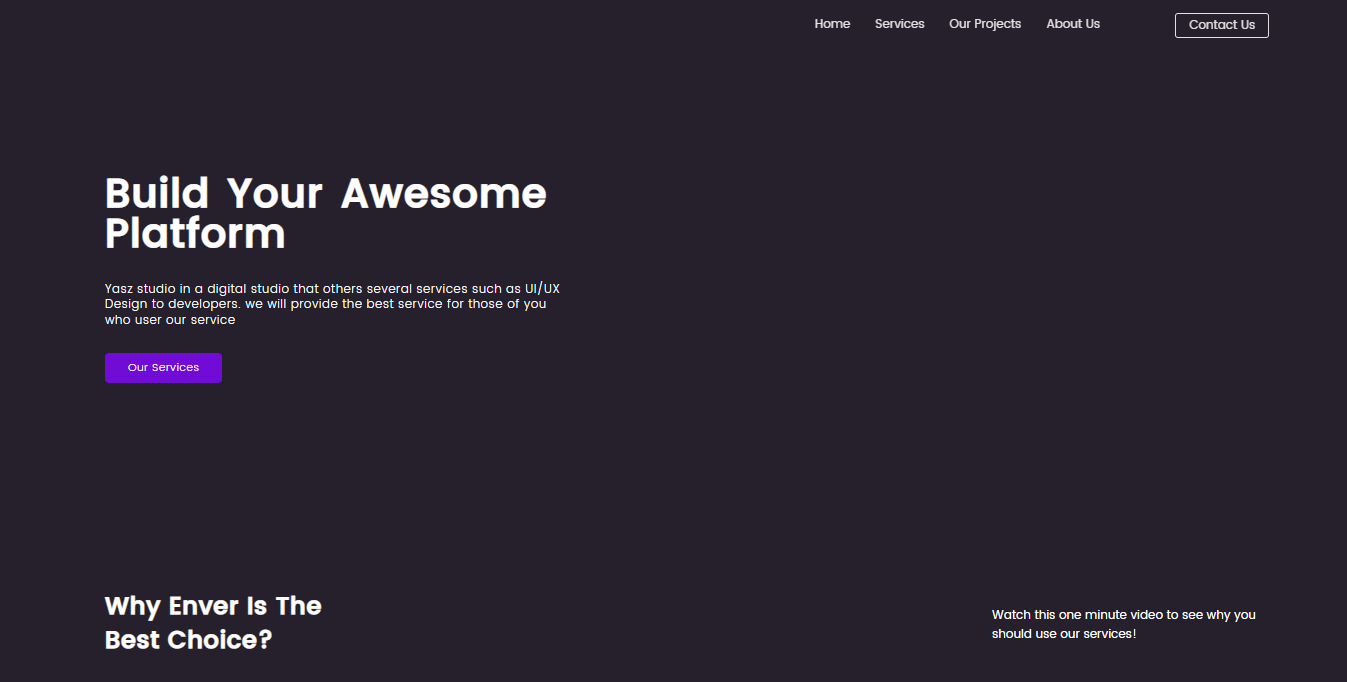 Home Services Our Projects About Us Contact Us
Build Your Awesome
Platform
Yasz studio in a digital studio that others several services such as UI/UX
Design to developers. we will provide the best service for those of you
who user our service
Our Services
Why Enver Is The
Best Choice?
Watch this one minute video to see why you
should use our services!